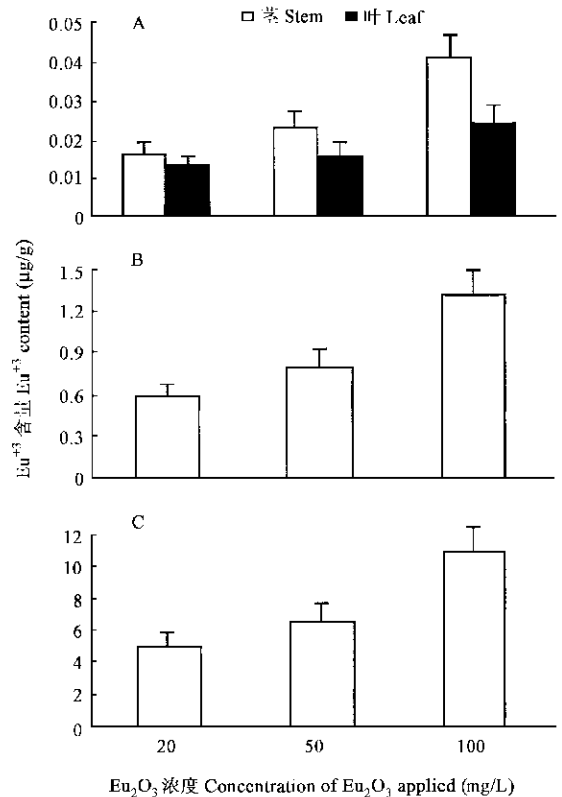 A
茎 Stem 叶 Leaf
0.05
0.04
0.03
0.02
0.01
0
B
1.5
1.2
0.9
0.6
0.3
0
C
12
10
8
6
4
2
0
20 50 100
Eu+3 含量 Eu+3 content (μg/g)
Eu2O3 浓度 Concentration of Eu2O3 applied (mg/L)